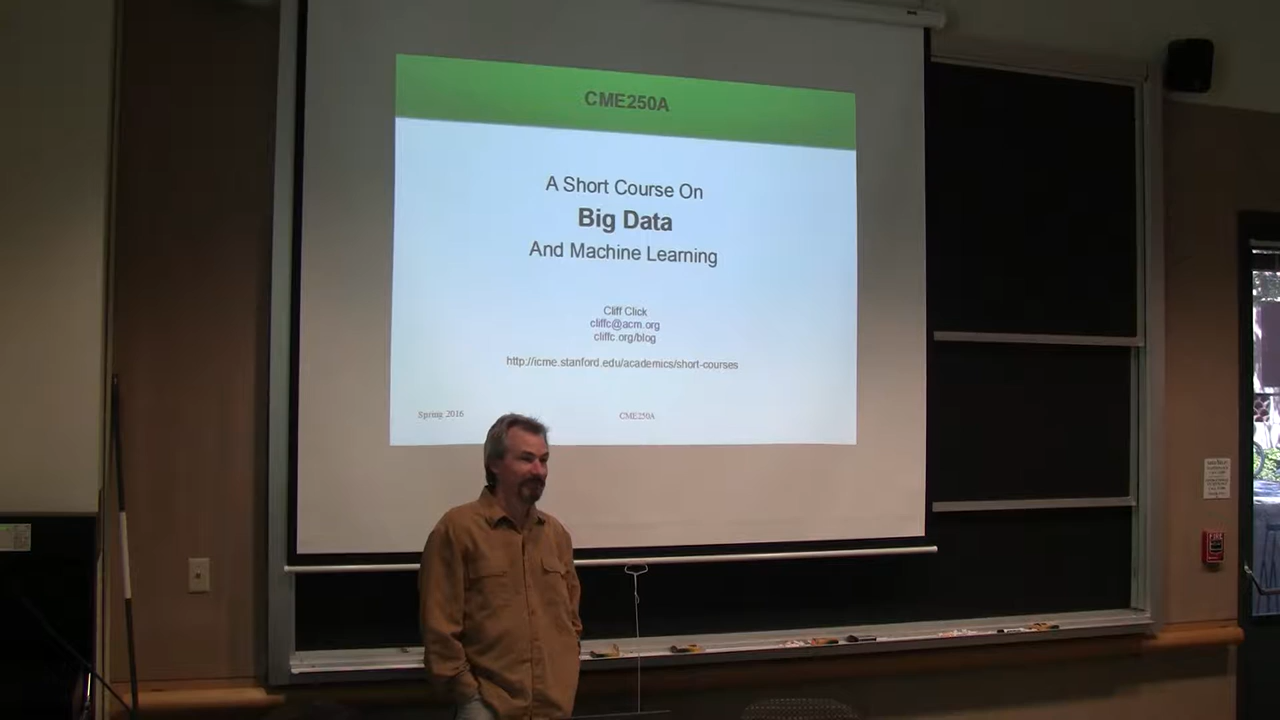 CME250A
A Short Course On
Big Data
And Machine Learning
Cliff Click
cliffc@acm.org
cliffc.org/blog
http://icme.stanford.edu/academics/short-courses
Spring 2016
CME250A
FIRE